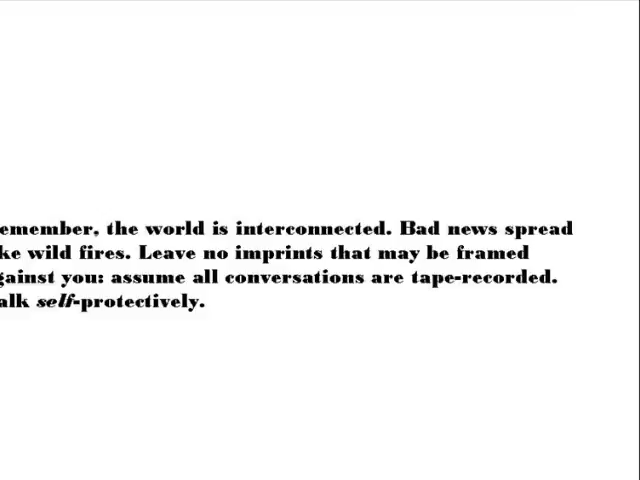 emember, the world is interconnected. Bad news spread
ke wild fires. Leave no imprints that may be framed
gainst you: assume all conversations are tape-recorded.
alk self-protectively.